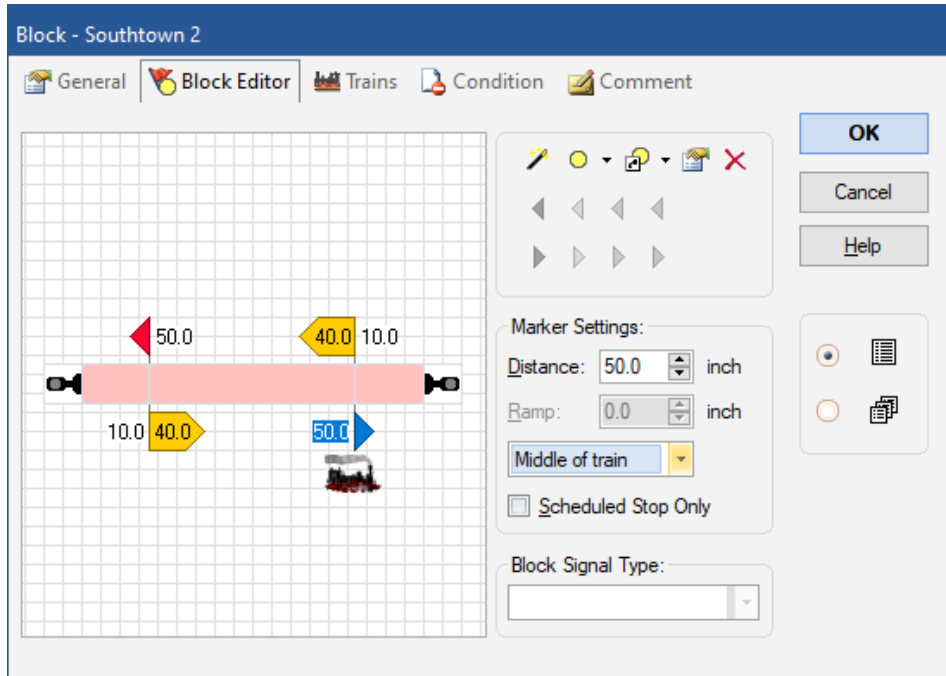 Block - Southtown 2
General Block Editor Trains Condition Comment
OK
Cancel
Help
50.0 40.0 10.0
10.0 40.0 50.0
Marker Settings:
Distance: 50.0 inch
Ramp: 0.0 inch
Middle of train
Scheduled Stop Only
Block Signal Type: